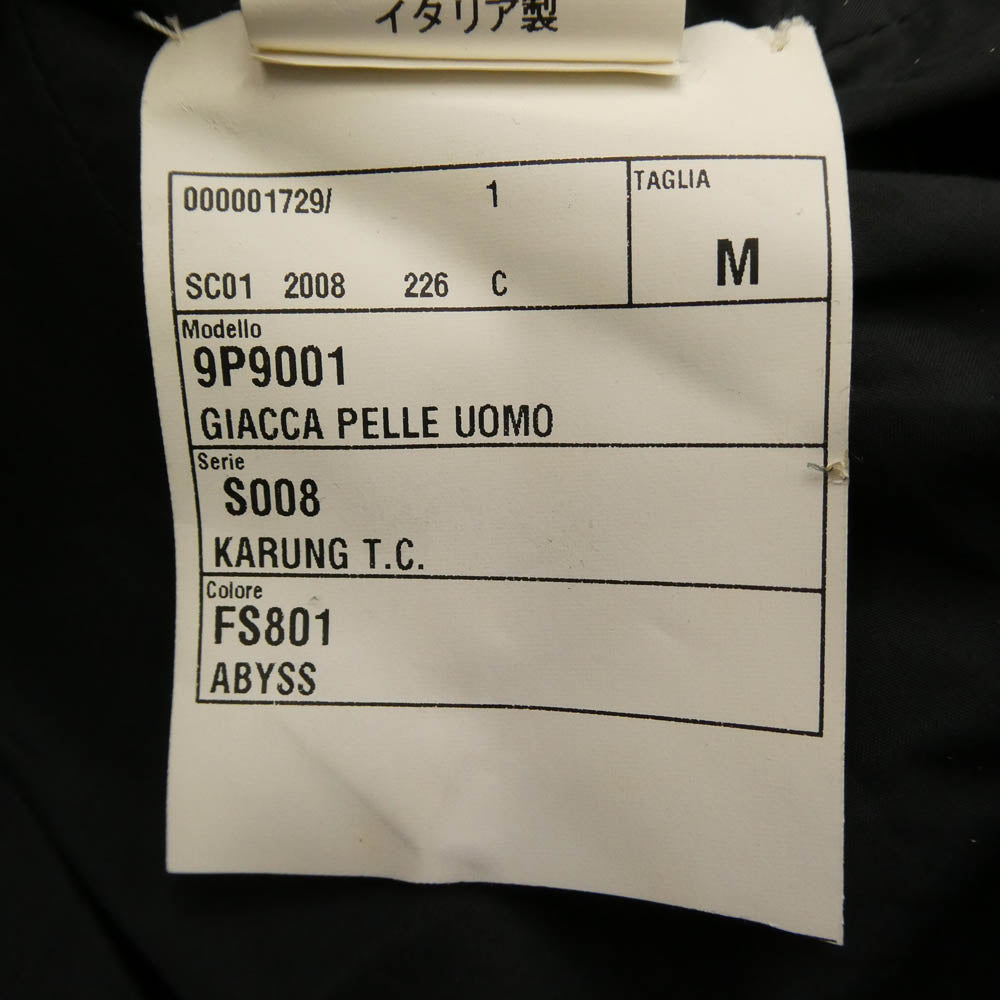 イタリア製
000001729/ 1
TAGLIA
M
SC01 2008 226 C
Modello
9P9001
GIACCA PELLE UOMO
Serie
S008
KARUNG T.C.
Colore
FS801
ABYSS